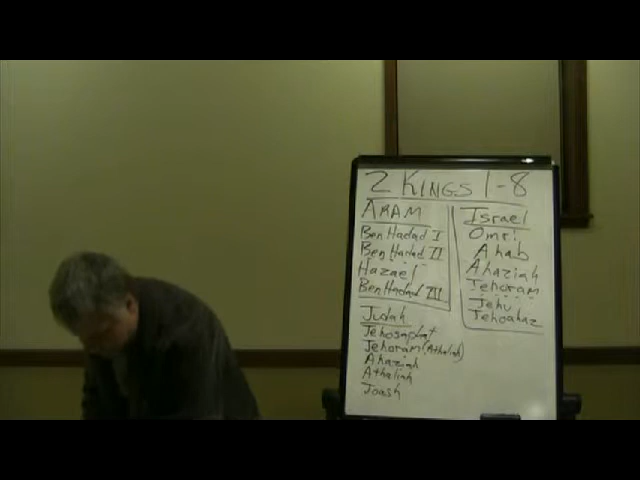 2 KINGS 1-8
ARAM
Ben Hadad I
Ben Hadad II
Hazael
Ben Hadad III
Judah
Jehosaphat
Jehoram (Athaliah)
Ahaziah
Athaliah
Joash
Israel
Omri
Ahab
Ahaziah
Jehoram
Jehu
Jehoahaz